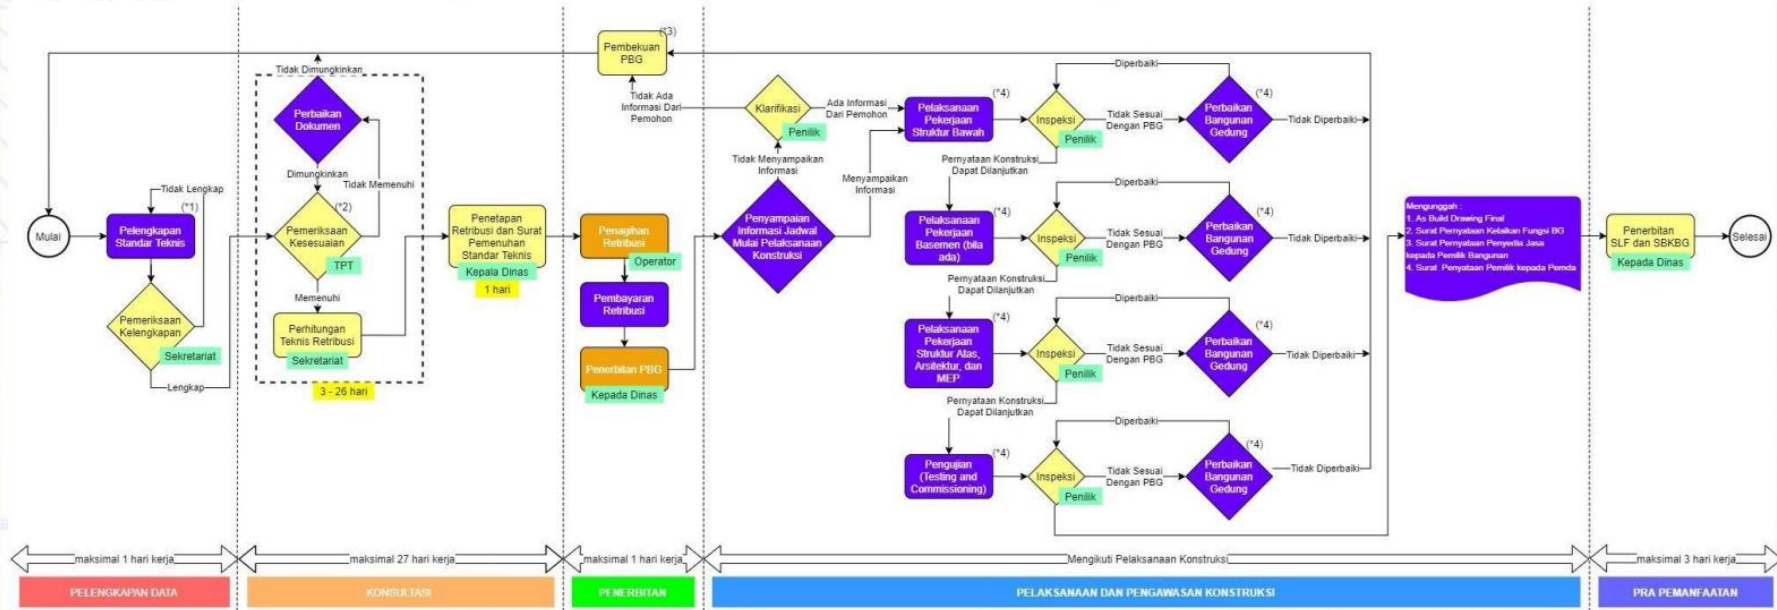 Mulai
Tidak Lengkap
(*1)
Pelengkapan
Standar Teknis
Pemeriksaan
Kelengkapan
Sekretariat
Lengkap
Tidak Dimungkinkan
Perbaikan
Dokumen
Dimungkinkan
Tidak Memenuhi
(*2)
Pemeriksaan
Kesesuaian
TPT
Memenuhi
Perhitungan
Teknis Retribusi
Sekretariat
3 - 26 hari
Penetapan
Retribusi dan Surat
Pemenuhan
Standar Teknis
Kepala Dinas
1 hari
Penagihan
Retribusi
Operator
Pembayaran
Retribusi
Penerbitan PBG
Kepada Dinas
(*3)
Pembekuan
PBG
Tidak Ada
Informasi Dari
Pemohon
Klarifikasi
Penilik
Ada Informasi
Dari Pemohon
Tidak Menyampaikan
Informasi
Menyampaikan
Informasi
Penyampaian
Informasi Jadwal
Mulai Pelaksanaan
Konstruksi
Pelaksanaan
Pekerjaan
Struktur Bawah
(*4)
Inspeksi
Penilik
Diperbaiki
Tidak Sesuai
Dengan PBG
Perbaikan
Bangunan
Gedung
(*4)
Tidak Diperbaiki
Pernyataan Konstruksi
Dapat Dilanjutkan
Pelaksanaan
Pekerjaan
Basemen (bila
ada)
(*4)
Inspeksi
Penilik
Diperbaiki
Tidak Sesuai
Dengan PBG
Perbaikan
Bangunan
Gedung
(*4)
Tidak Diperbaiki
Pernyataan Konstruksi
Dapat Dilanjutkan
Pelaksanaan
Pekerjaan
Struktur Atas,
Arsitektur, dan
MEP
(*4)
Inspeksi
Penilik
Diperbaiki
Tidak Sesuai
Dengan PBG
Perbaikan
Bangunan
Gedung
(*4)
Tidak Diperbaiki
Pernyataan Konstruksi
Dapat Dilanjutkan
Pengujian
(Testing and
Commissioning)
(*4)
Inspeksi
Penilik
Diperbaiki
Tidak Sesuai
Dengan PBG
Perbaikan
Bangunan
Gedung
(*4)
Tidak Diperbaiki
Mengunggah :
1. As Build Drawing Final
2. Surat Pernyataan Kelaikan Fungsi BG
3. Surat Pernyataan Penyedia Jasa
kepada Pemilik Bangunan
4. Surat Penyataan Pemilik kepada Pemda
Penerbitan
SLF dan SBKBG
Kepada Dinas
Selesai
maksimal 1 hari kerja
maksimal 27 hari kerja
maksimal 1 hari kerja
Mengikuti Pelaksanaan Konstruksi
maksimal 3 hari kerja
PELENGKAPAN DATA
KONSULTASI
PENERBITAN
PELAKSANAAN DAN PENGAWASAN KONSTRUKSI
PRA PEMANFAATAN